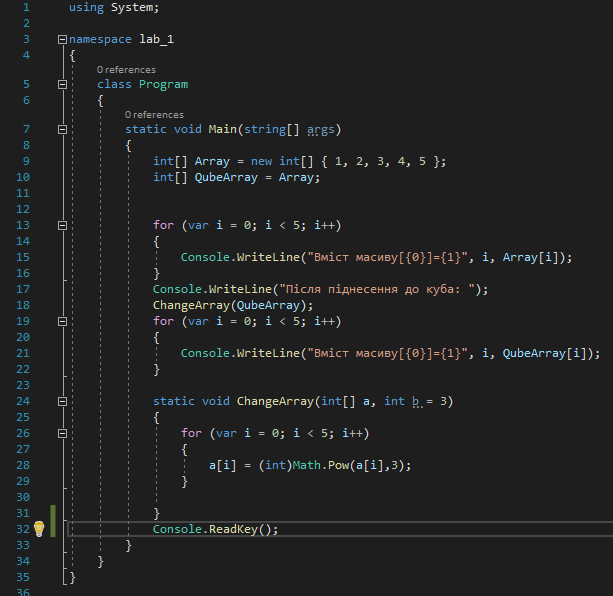 1 using System;
2
3 namespace lab_1
4 {
0 references
5 class Program
6 {
0 references
7 static void Main(string[] args)
8 {
9 int[] Array = new int[] { 1, 2, 3, 4, 5 };
10 int[] QubeArray = Array;
11
12
13 for (var i = 0; i < 5; i++)
14 {
15 Console.WriteLine("Вміст масиву[{0}]={1}", i, Array[i]);
16 }
17 Console.WriteLine("Після піднесення до куба: ");
18 ChangeArray(QubeArray);
19 for (var i = 0; i < 5; i++)
20 {
21 Console.WriteLine("Вміст масиву[{0}]={1}", i, QubeArray[i]);
22 }
23
24 static void ChangeArray(int[] a, int b = 3)
25 {
26 for (var i = 0; i < 5; i++)
27 {
28 a[i] = (int)Math.Pow(a[i],3);
29 }
30
31 }
32 Console.ReadKey();
33 }
34 }
35 }
36